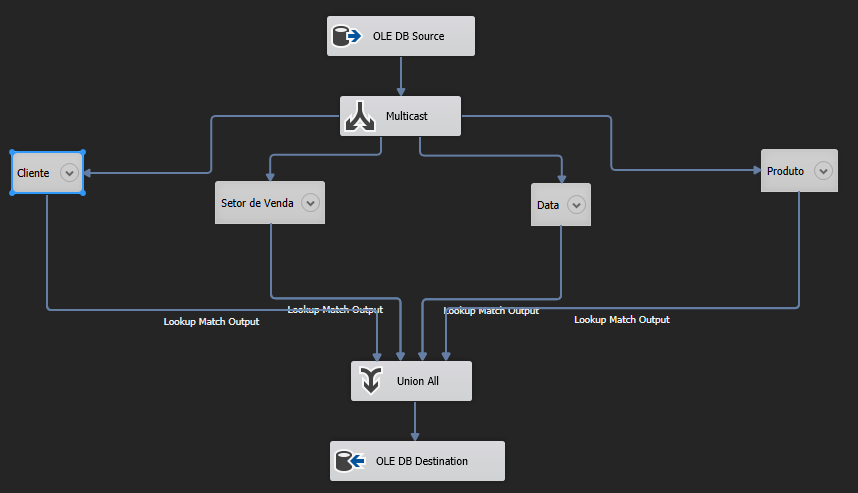 OLE DB Source
Multicast
Cliente
Setor de Venda
Data
Produto
Lookup Match Output
Lookup Match Output
Lookup Match Output
Lookup Match Output
Union All
OLE DB Destination